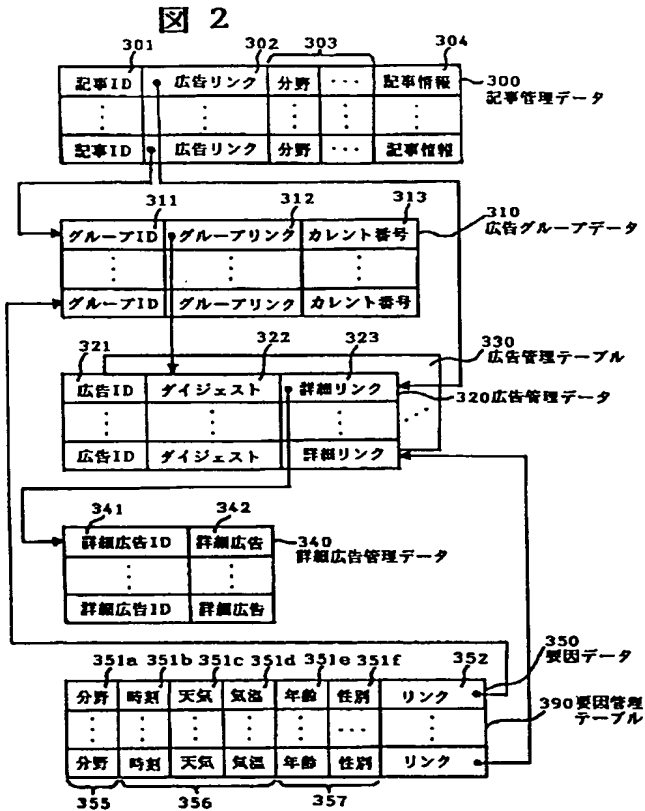 図 2
301 302 303 304
記事ID 広告リンク 分野 ... 記事情報
300
記事管理データ
記事ID 広告リンク 分野 記事情報
311 312 313
310
広告グループデータ
グループID グループリンク カレント番号
グループID グループリンク カレント番号
321 322 323
330
広告管理テーブル
広告ID ダイジェスト 詳細リンク
320広告管理データ
広告ID ダイジェスト 詳細リンク
341 342
詳細広告ID 詳細広告
340
詳細広告管理データ
詳細広告ID 詳細広告
351a 351b 351c 351d 351e 351f 352
350
要因データ
分野 時刻 天気 気温 年齢 性別 リンク
390要因管理
テーブル
分野 時刻 天気 気温 年齢 性別 リンク
355 356 357